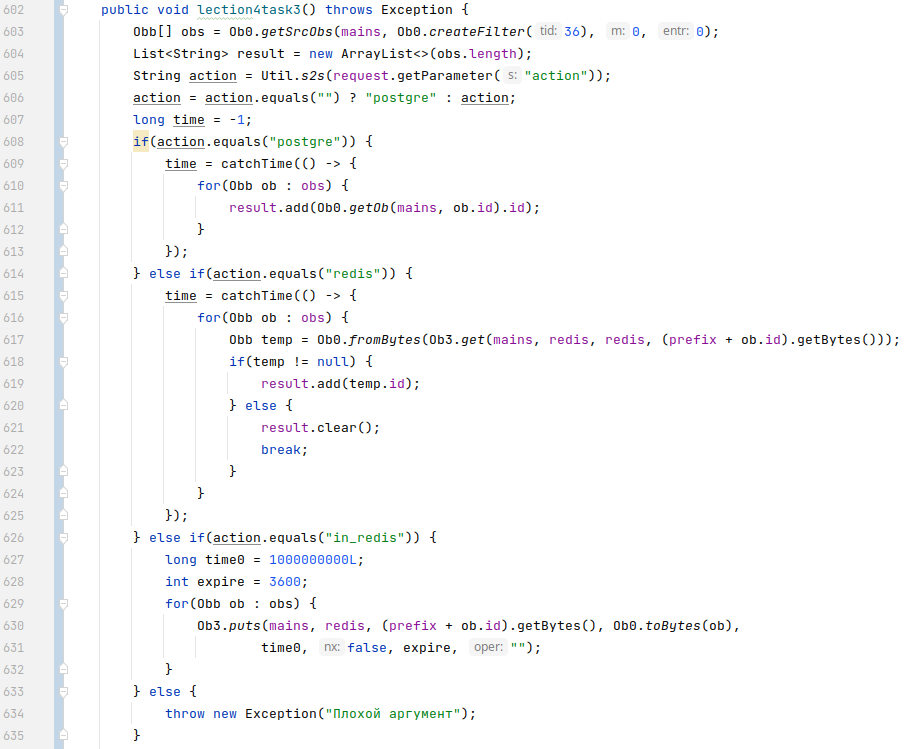 602 public void lection4task3() throws Exception {
603 Obb[] obs = Ob0.getSrcObs(mains, Ob0.createFilter( tid: 36), m: 0, entr: 0);
604 List<String> result = new ArrayList<>(obs.length);
605 String action = Util.s2s(request.getParameter( s: "action"));
606 action = action.equals("") ? "postgre" : action;
607 long time = -1;
608 if(action.equals("postgre")) {
609 time = catchTime(() -> {
610 for(Obb ob : obs) {
611 result.add(Ob0.getOb(mains, ob.id).id);
612 }
613 });
614 } else if(action.equals("redis")) {
615 time = catchTime(() -> {
616 for(Obb ob : obs) {
617 Obb temp = Ob0.fromBytes(Ob3.get(mains, redis, redis, (prefix + ob.id).getBytes()));
618 if(temp != null) {
619 result.add(temp.id);
620 } else {
621 result.clear();
622 break;
623 }
624 }
625 });
626 } else if(action.equals("in_redis")) {
627 long time0 = 1000000000L;
628 int expire = 3600;
629 for(Obb ob : obs) {
630 Ob3.puts(mains, redis, (prefix + ob.id).getBytes(), Ob0.toBytes(ob),
631 time0, nx: false, expire, oper: "");
632 }
633 } else {
634 throw new Exception("Плохой аргумент");
635 }